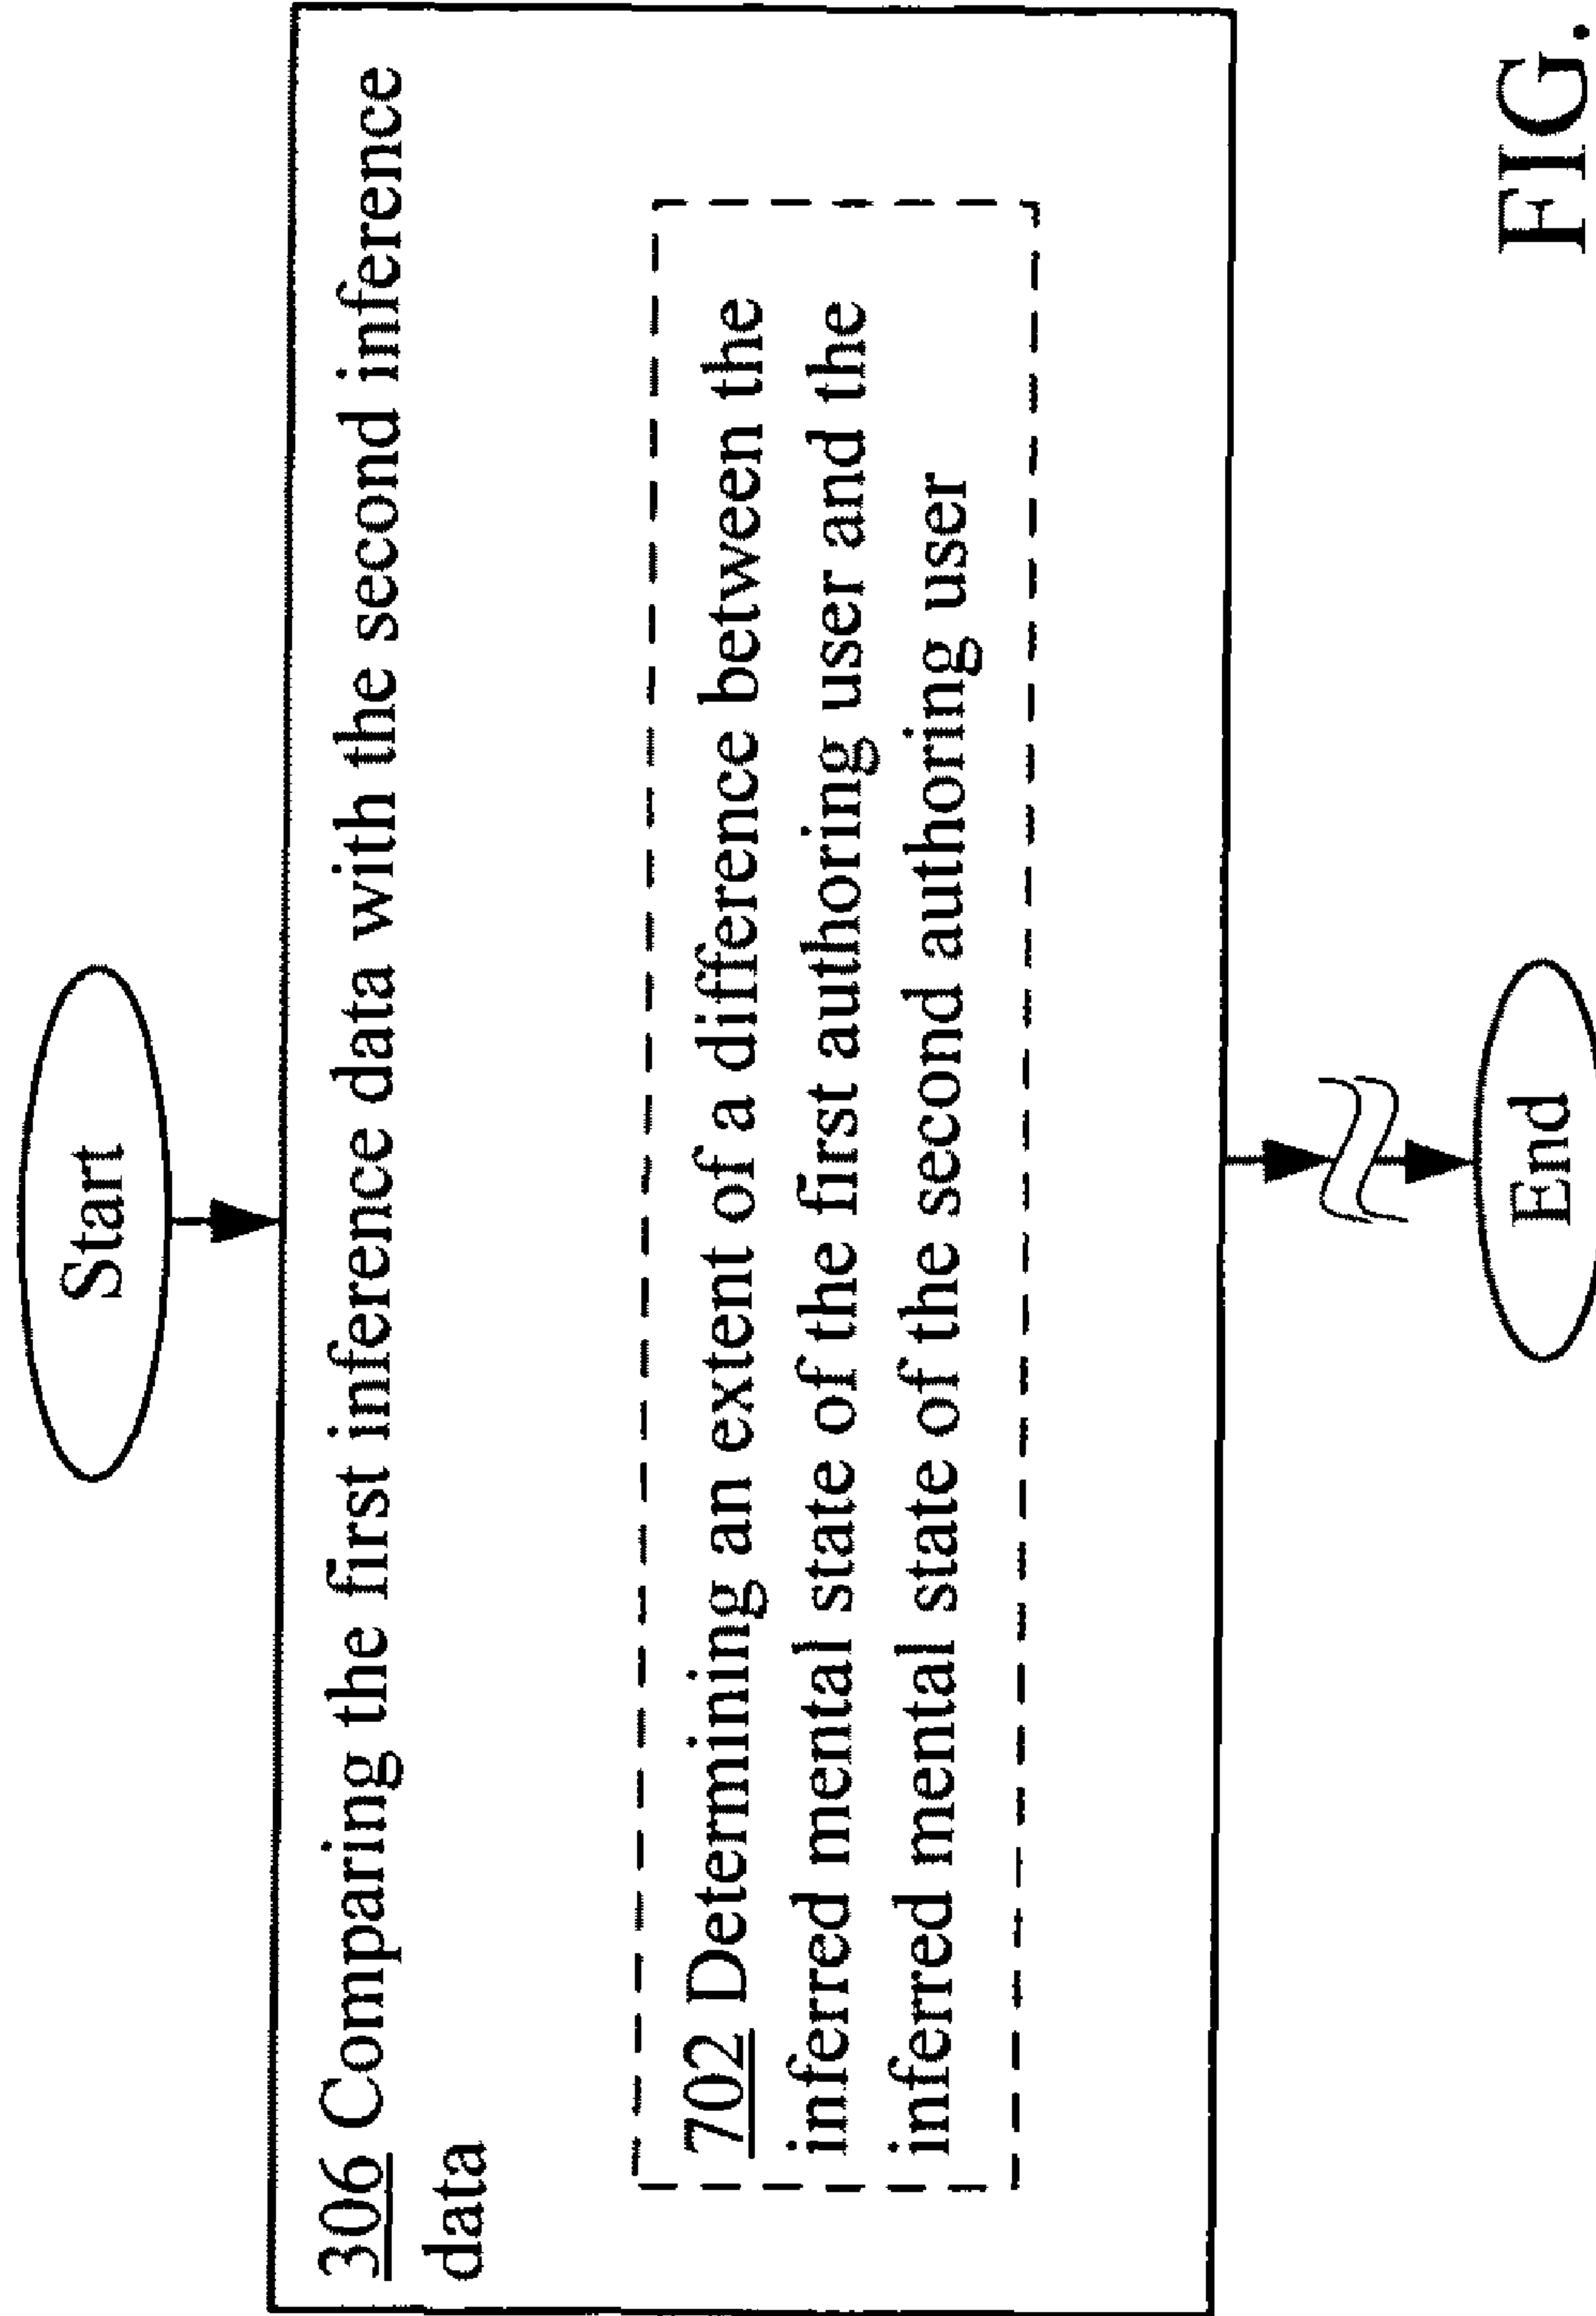 Start
306 Comparing the first inference data with the second inference
data
702 Determining an extent of a difference between the
inferred mental state of the first authoring user and the
inferred mental state of the second authoring user
End
FIG.